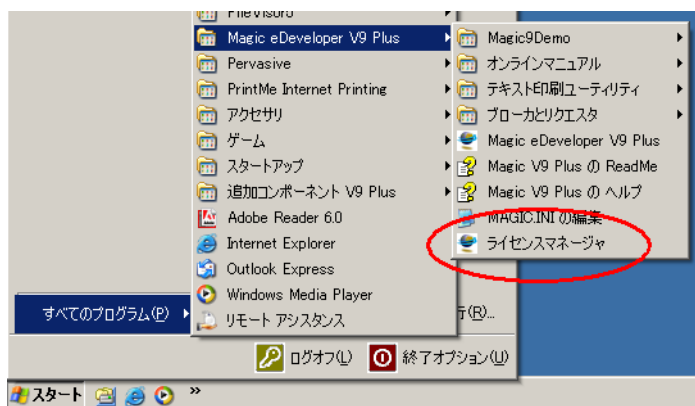 FileVisor5
Magic eDeveloper V9 Plus
Pervasive
PrintMe Internet Printing
アクセサリ
ゲーム
スタートアップ
追加コンポーネント V9 Plus
Adobe Reader 6.0
Internet Explorer
Outlook Express
Windows Media Player
リモート アシスタンス
Magic9Demo
オンラインマニュアル
テキスト印刷ユーティリティ
ブローカとリクエスタ
Magic eDeveloper V9 Plus
Magic V9 Plus の ReadMe
Magic V9 Plus の ヘルプ
MAGIC.INI の編集
ライセンスマネージャ
すべてのプログラム(P)
行(R)...
ログオフ(L)
終了オプション(U)
スタート
»